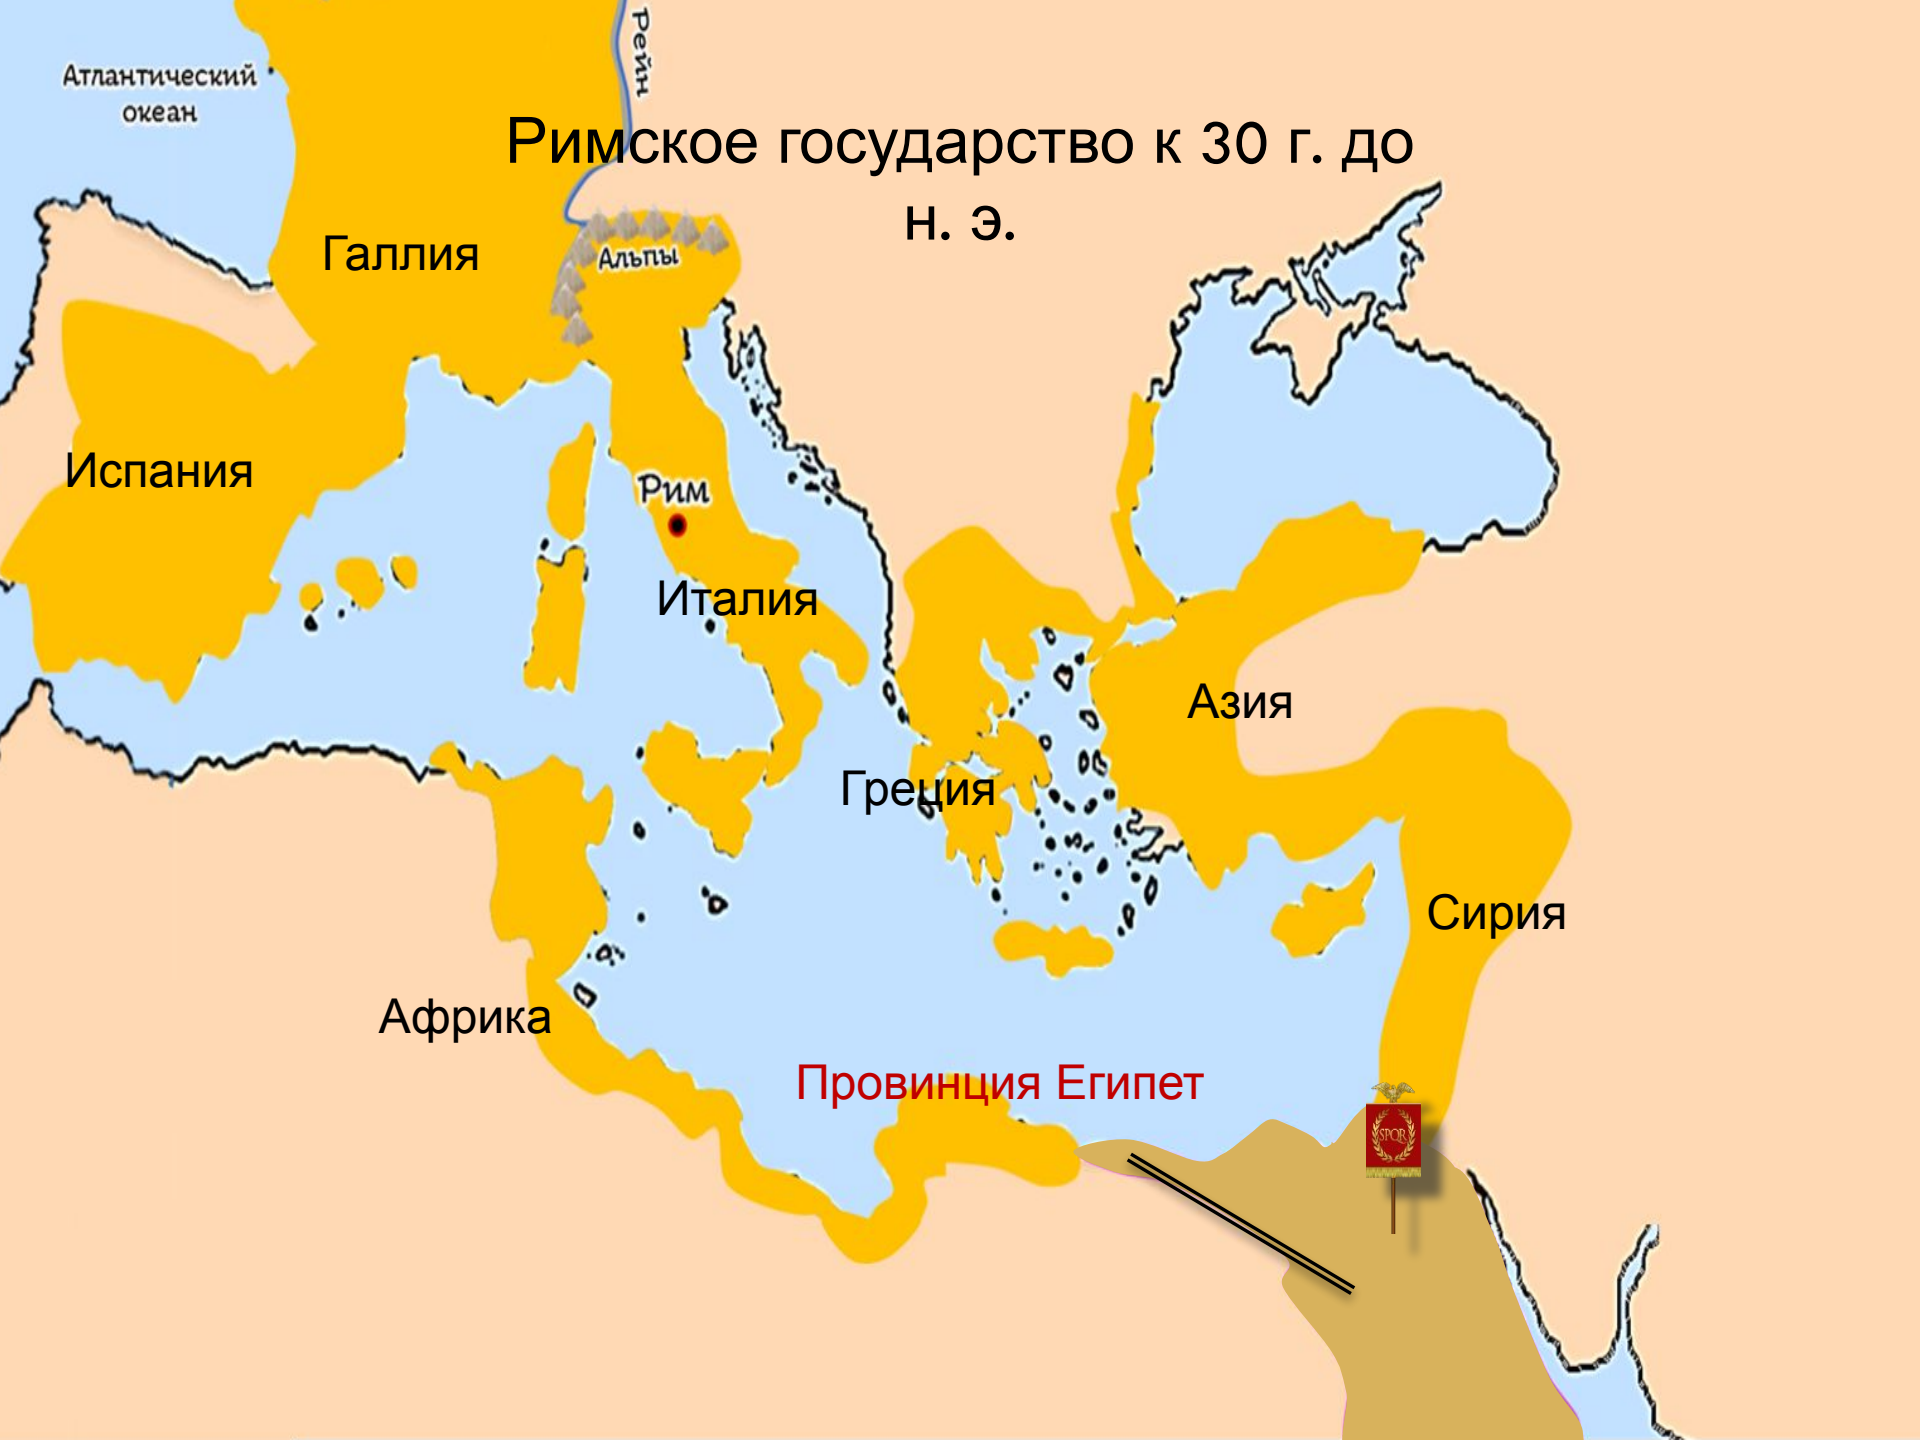 Рейн
Атлантический
океан
Римское государство к 30 г. до
н. э.
Галлия
Альпы
Испания
Рим
Италия
Азия
Греция
Сирия
Африка
Провинция Египет
SPQR